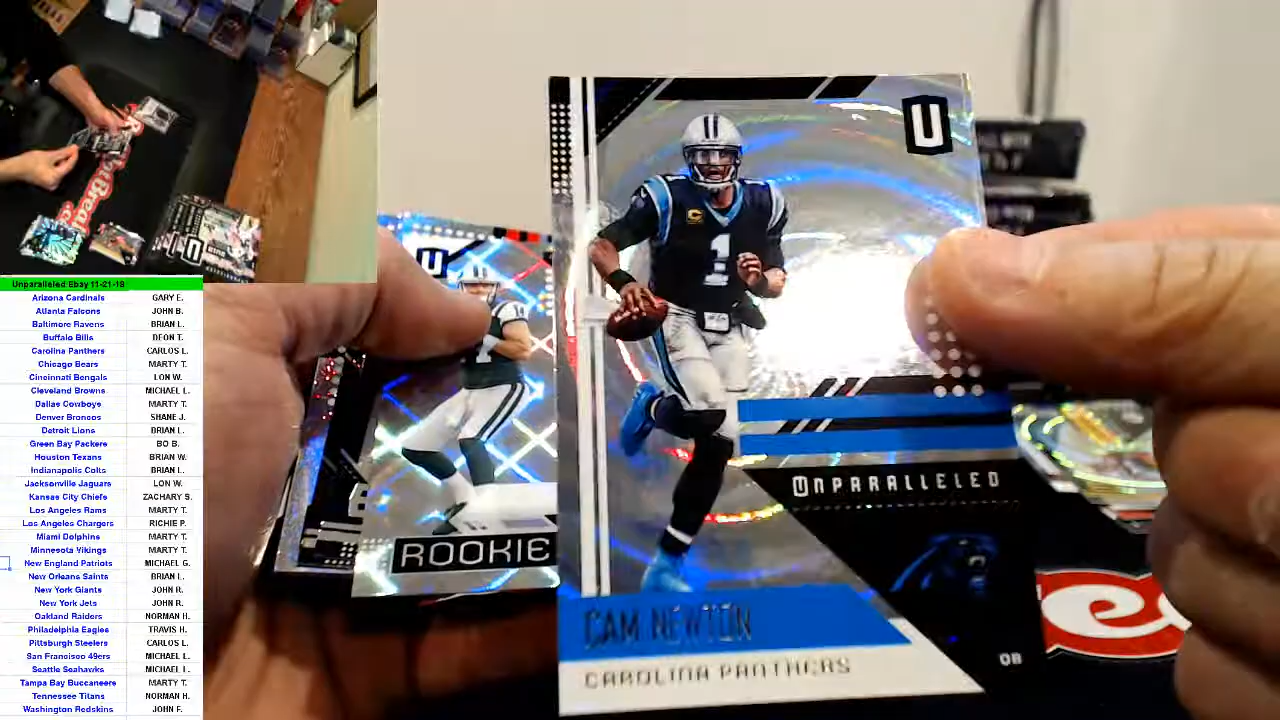 Unparalleled Ebay 11-21-18
Arizona Cardinals GARY E.
Atlanta Falcons JOHN B.
Baltimore Ravens BRIAN L.
Buffalo Bills DEON T.
Carolina Panthers CARLOS L.
Chicago Bears MARTY T.
Cincinnati Bengals LON W.
Cleveland Browns MICHAEL L.
Dallas Cowboys MARTY T.
Denver Broncos SHANE J.
Detroit Lions BRIAN L.
Green Bay Packers BO B.
Houston Texans BRIAN W.
Indianapolis Colts BRIAN L.
Jacksonville Jaguars LON W.
Kansas City Chiefs ZACHARY S.
Los Angeles Rams MARTY T.
Los Angeles Chargers RICHIE P.
Miami Dolphins MARTY T.
Minnesota Vikings MARTY T.
New England Patriots MICHAEL G.
New Orleans Saints BRIAN L.
New York Giants JOHN R.
New York Jets JOHN R.
Oakland Raiders NORMAN H.
Philadelphia Eagles TRAVIS H.
Pittsburgh Steelers CARLOS L.
San Francisco 49ers MICHAEL L.
Seattle Seahawks MICHAEL L.
Tampa Bay Buccaneers MARTY T.
Tennessee Titans NORMAN H.
Washington Redskins JOHN F.
U
U
1
C
ROOKIE
UNPARALLELED
CAM NEWTON
CAROLINA PANTHERS
QB